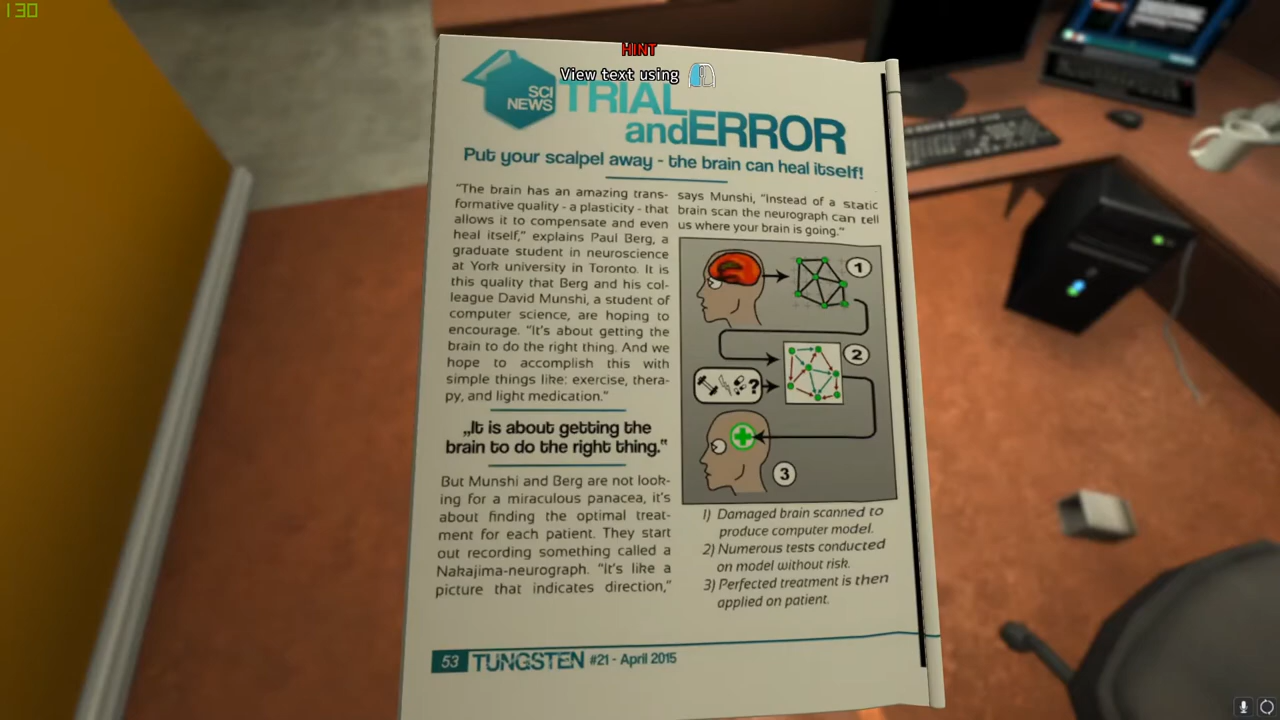 130
HINT
View text using
SCI
NEWS
TRIAL
andERROR
Put your scalpel away - the brain can heal itself!
"The brain has an amazing trans-
formative quality - a plasticity - that
allows it to compensate and even
heal itself," explains Paul Berg, a
graduate student in neuroscience
at York university in Toronto. It is
this quality that Berg and his col-
league David Munshi, a student of
computer science, are hoping to
encourage. "It's about getting the
brain to do the right thing. And we
hope to accomplish this with
simple things like: exercise, thera-
py, and light medication."
„It is about getting the
brain to do the right thing."
But Munshi and Berg are not look-
ing for a miraculous panacea, it's
about finding the optimal treat-
ment for each patient. They start
out recording something called a
Nakajima-neurograph. "It's like a
picture that indicates direction,"
says Munshi, "Instead of a static
brain scan the neurograph can tell
us where your brain is going."
1
2
?
3
1) Damaged brain scanned to
produce computer model.
2) Numerous tests conducted
on model without risk.
3) Perfected treatment is then
applied on patient.
53 TUNGSTEN #21 - April 2015